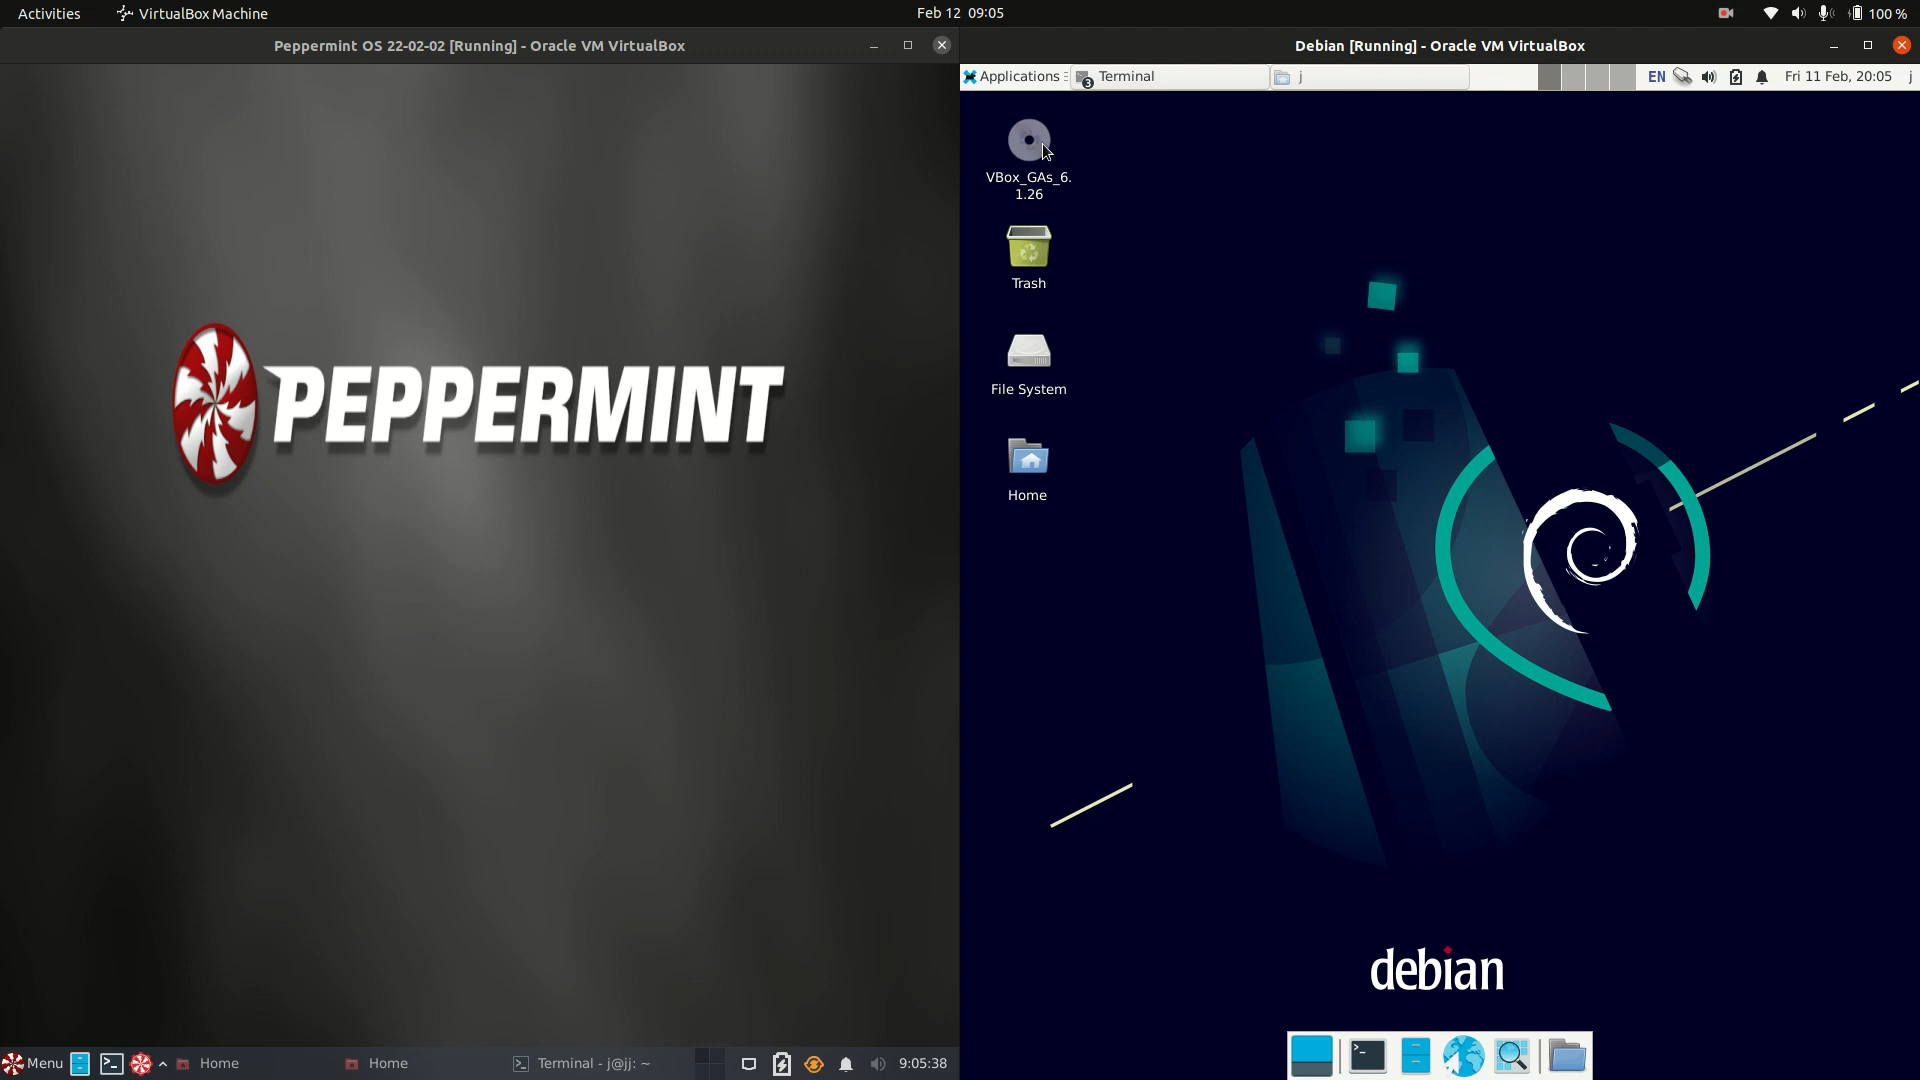 Activities
VirtualBox Machine
Feb 12 09:05
100 %
Peppermint OS 22-02-02 [Running] - Oracle VM VirtualBox
Debian [Running] - Oracle VM VirtualBox
Applications
3
Terminal
j
EN
Fri 11 Feb, 20:05
j
VBox_GAs_6.
1.26
Trash
File System
Home
PEPPERMINT
debian
Menu
Home
Home
Terminal - j@jj: ~
9:05:38